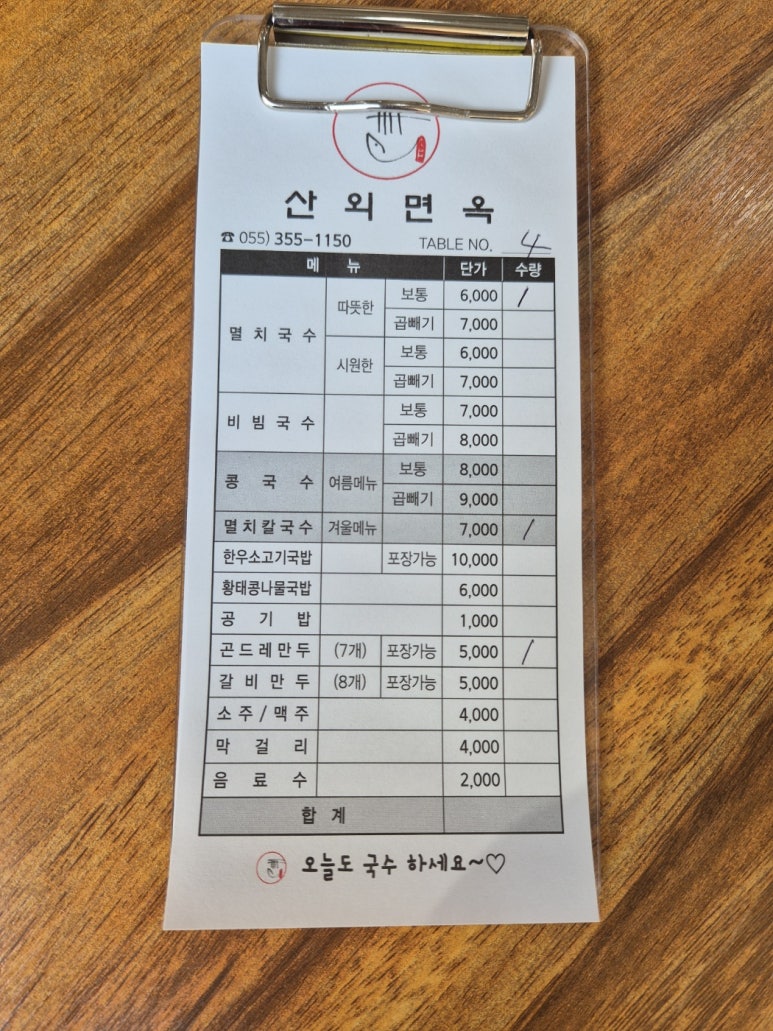 산외면옥
☎ 055) 355-1150 TABLE NO. 4
메 뉴 단가 수량
멸치국수 따뜻한 보통 6,000 /
곱빼기 7,000
시원한 보통 6,000
곱빼기 7,000
비빔국수 보통 7,000
곱빼기 8,000
콩국수 여름메뉴 보통 8,000
곱빼기 9,000
멸치칼국수 겨울메뉴 7,000 /
한우소고기국밥 포장가능 10,000
황태콩나물국밥 6,000
공기밥 1,000
곤드레만두 (7개) 포장가능 5,000 /
갈비만두 (8개) 포장가능 5,000
소주/맥주 4,000
막걸리 4,000
음료수 2,000
합 계
오늘도 국수 하세요~♡